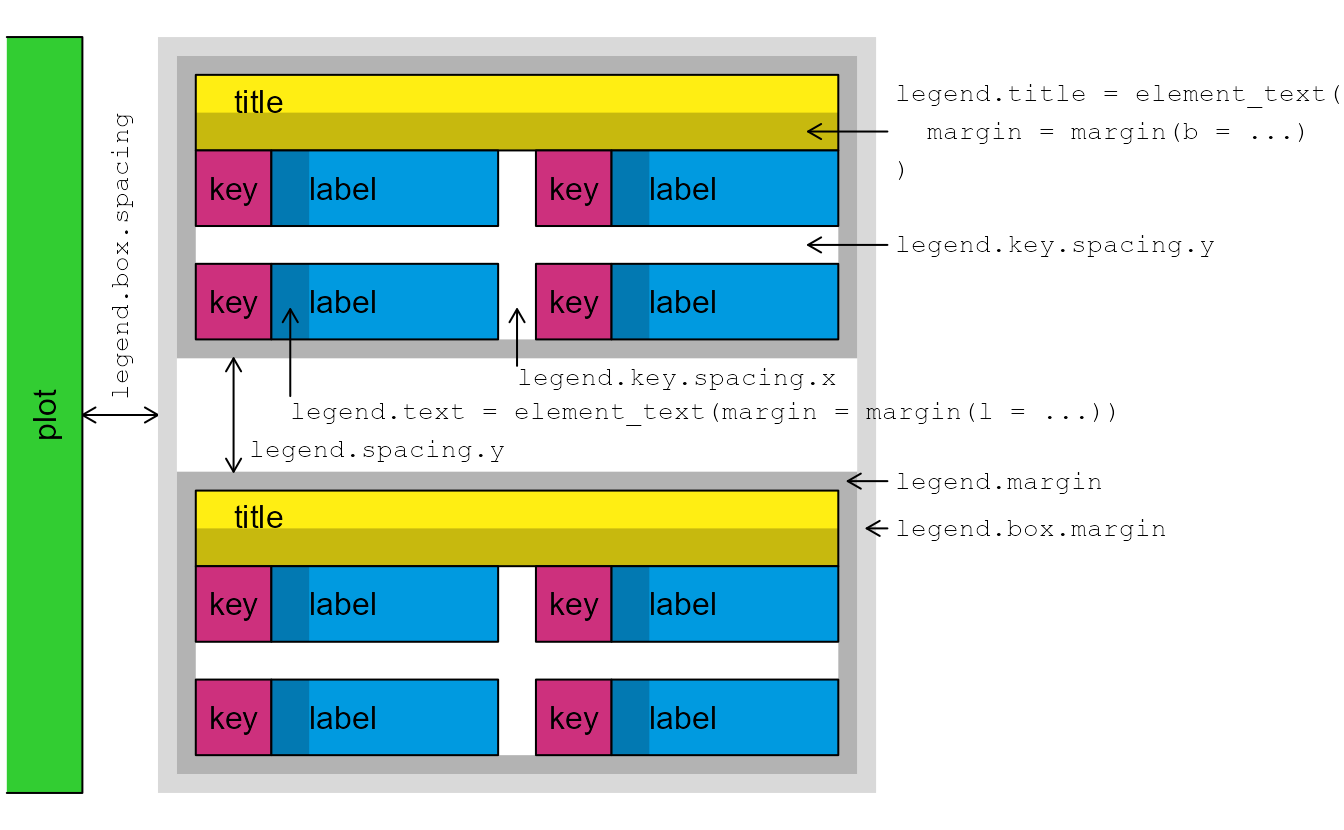 plot
legend.box.spacing
title
legend.title = element_text(
margin = margin(b = ...)
)
key label key label
legend.key.spacing.y
key label key label
legend.key.spacing.x
legend.text = element_text(margin = margin(l = ...))
legend.spacing.y
legend.margin
title
legend.box.margin
key label key label
key label key label